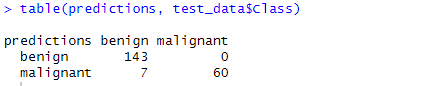 > table(predictions, test_data$Class)
predictions benign malignant
benign 143 0
malignant 7 60